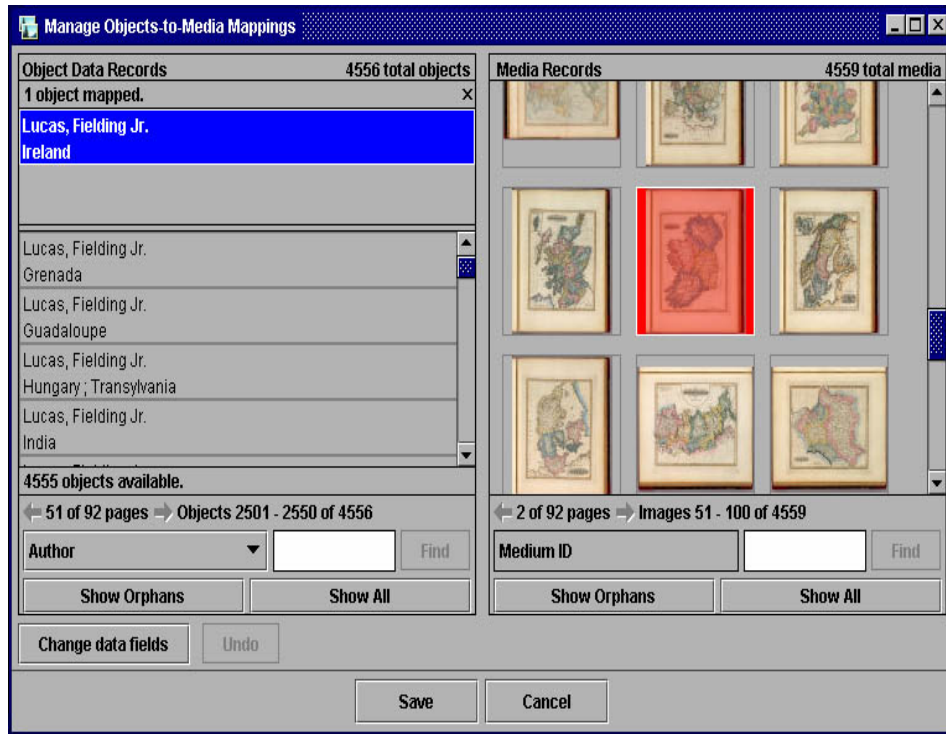 Manage Objects-to-Media Mappings
Object Data Records 4556 total objects
1 object mapped. X
Lucas, Fielding Jr.
Ireland
Lucas, Fielding Jr.
Grenada
Lucas, Fielding Jr.
Guadaloupe
Lucas, Fielding Jr.
Hungary ; Transylvania
Lucas, Fielding Jr.
India
4555 objects available.
51 of 92 pages Objects 2501 - 2550 of 4556
Author Find
Show Orphans Show All
Media Records 4559 total media
2 of 92 pages Images 51 - 100 of 4559
Medium ID Find
Show Orphans Show All
Change data fields Undo
Save Cancel